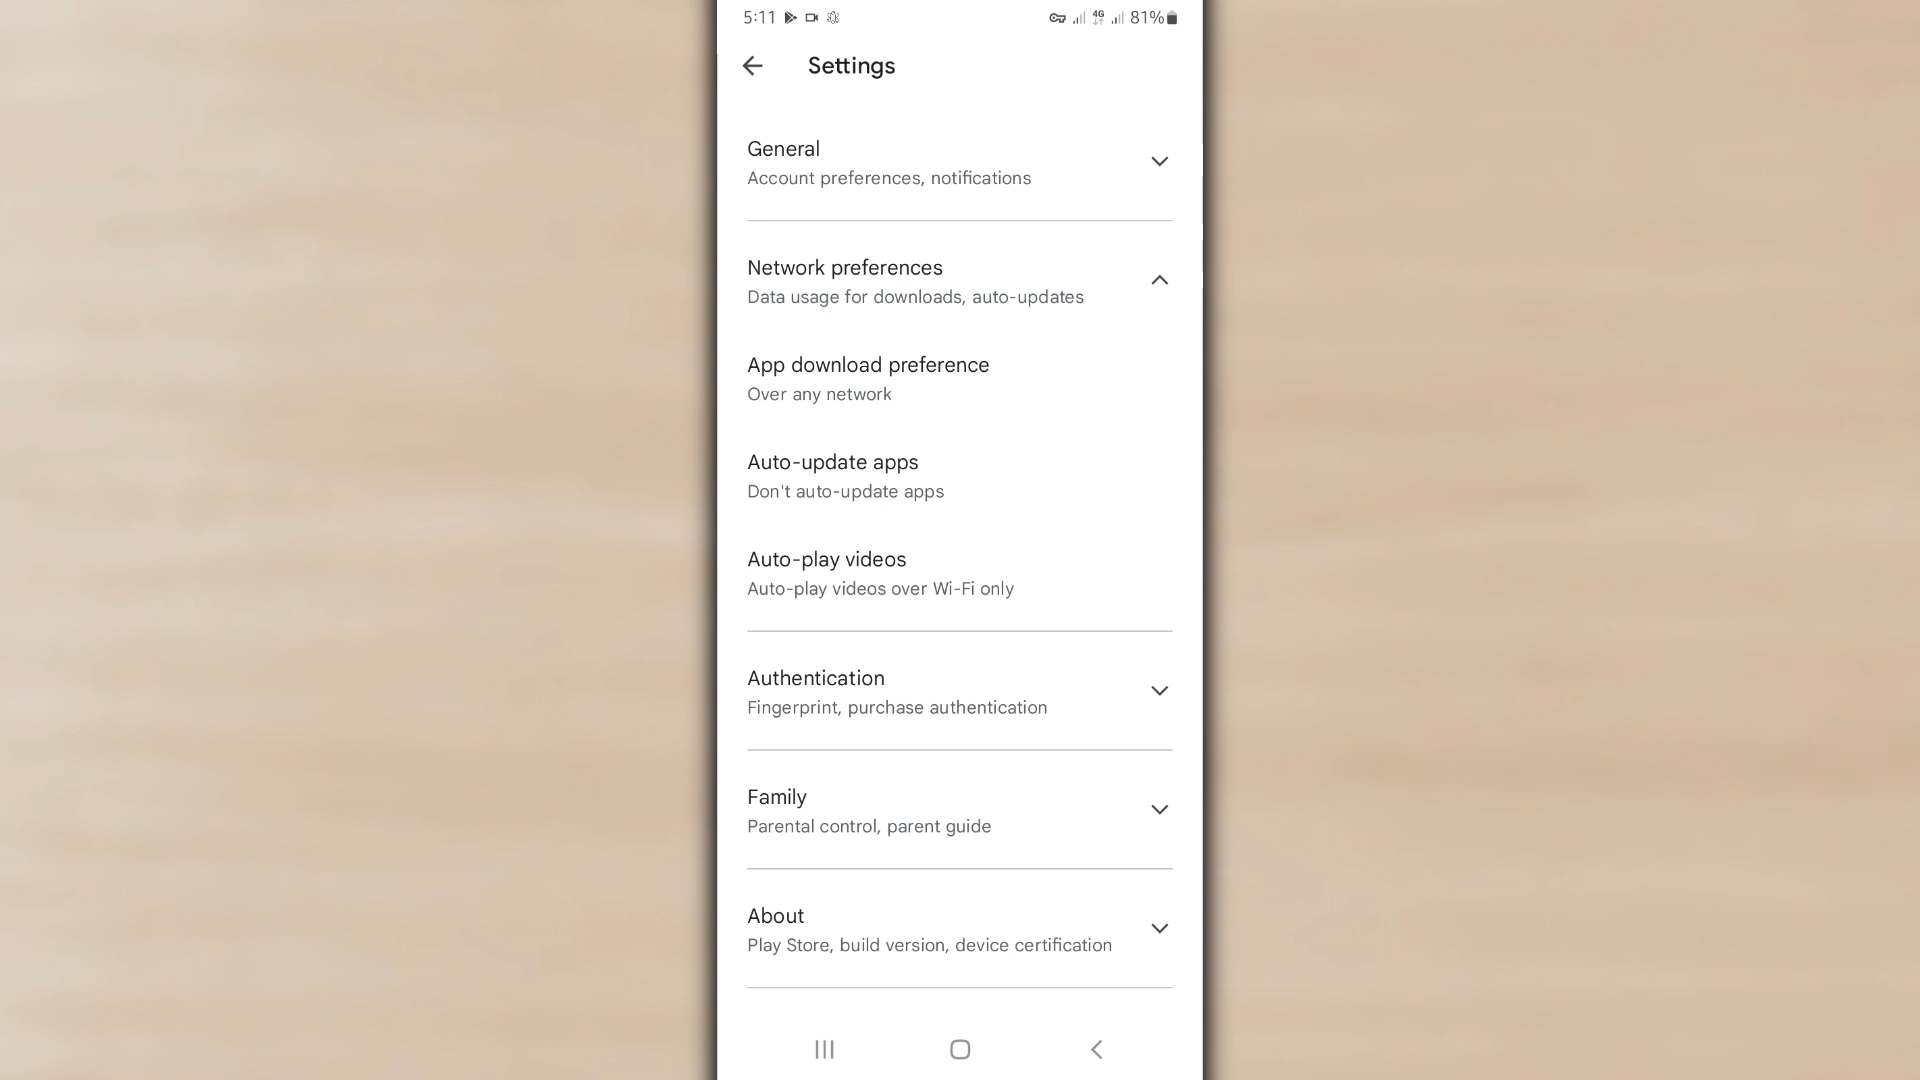 5:11 4G 81%
Settings
General
Account preferences, notifications
Network preferences
Data usage for downloads, auto-updates
App download preference
Over any network
Auto-update apps
Don't auto-update apps
Auto-play videos
Auto-play videos over Wi-Fi only
Authentication
Fingerprint, purchase authentication
Family
Parental control, parent guide
About
Play Store, build version, device certification